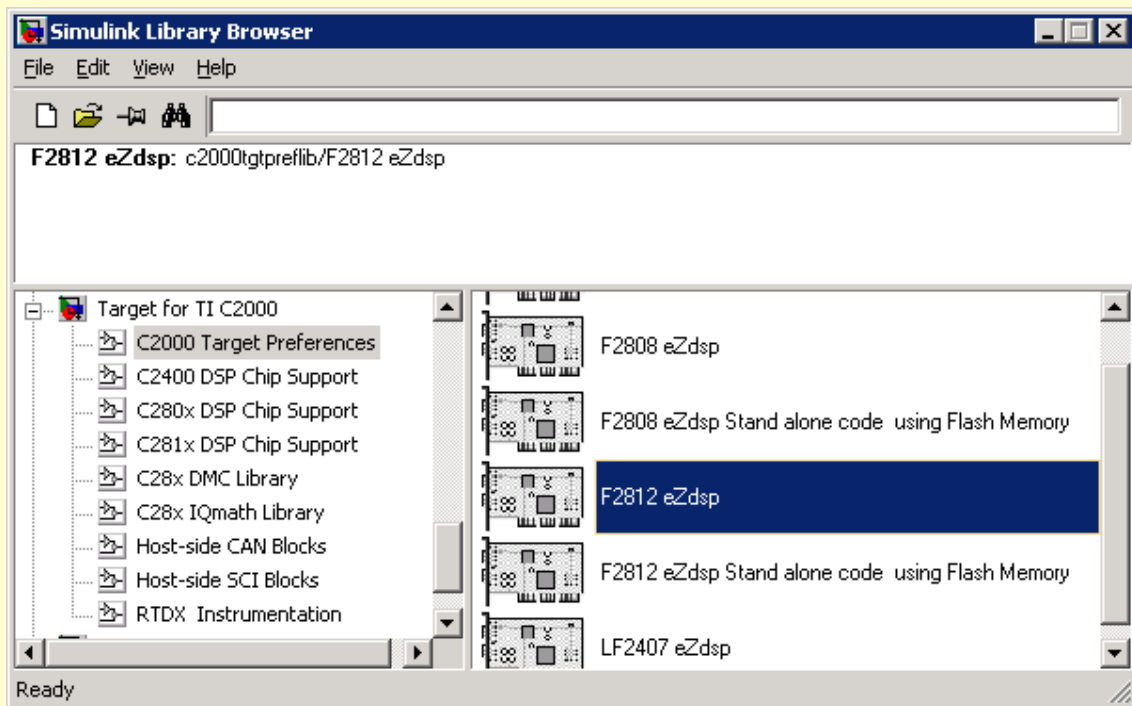 Simulink Library Browser
File Edit View Help
F2812 eZdsp: c2000tgtpreflib/F2812 eZdsp
Target for TI C2000
C2000 Target Preferences
C2400 DSP Chip Support
C280x DSP Chip Support
C281x DSP Chip Support
C28x DMC Library
C28x IQmath Library
Host-side CAN Blocks
Host-side SCI Blocks
RTDX Instrumentation
F2808 eZdsp
F2808 eZdsp Stand alone code using Flash Memory
F2812 eZdsp
F2812 eZdsp Stand alone code using Flash Memory
LF2407 eZdsp
Ready